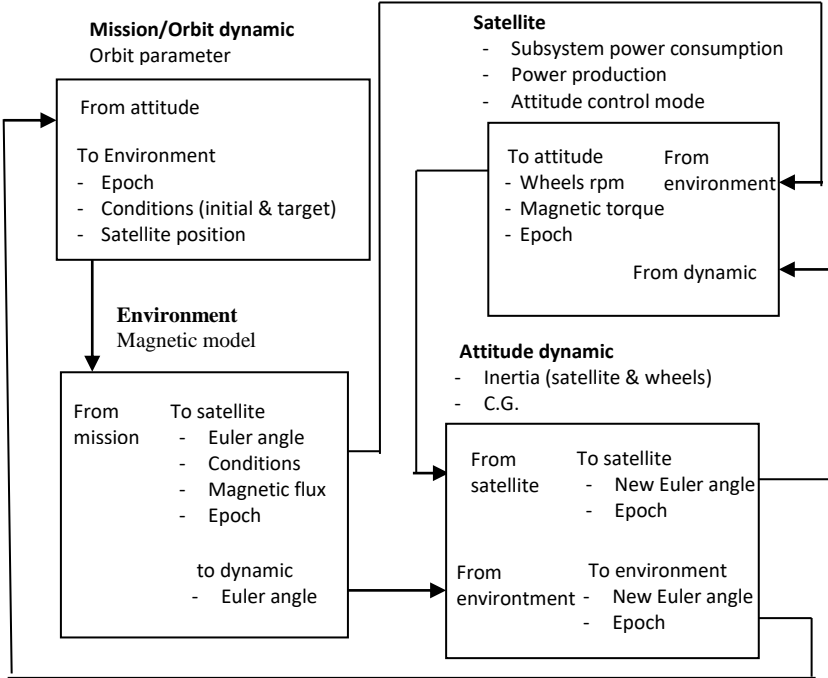 Mission/Orbit dynamic
Orbit parameter
From attitude
To Environment
- Epoch
- Conditions (initial & target)
- Satellite position
Satellite
- Subsystem power consumption
- Power production
- Attitude control mode
To attitude
- Wheels rpm
- Magnetic torque
- Epoch
From
environment
From dynamic
Environment
Magnetic model
From
mission
To satellite
- Euler angle
- Conditions
- Magnetic flux
- Epoch
to dynamic
- Euler angle
Attitude dynamic
- Inertia (satellite & wheels)
- C.G.
From
satellite
To satellite
- New Euler angle
- Epoch
From
environtment
To environment
- New Euler angle
- Epoch